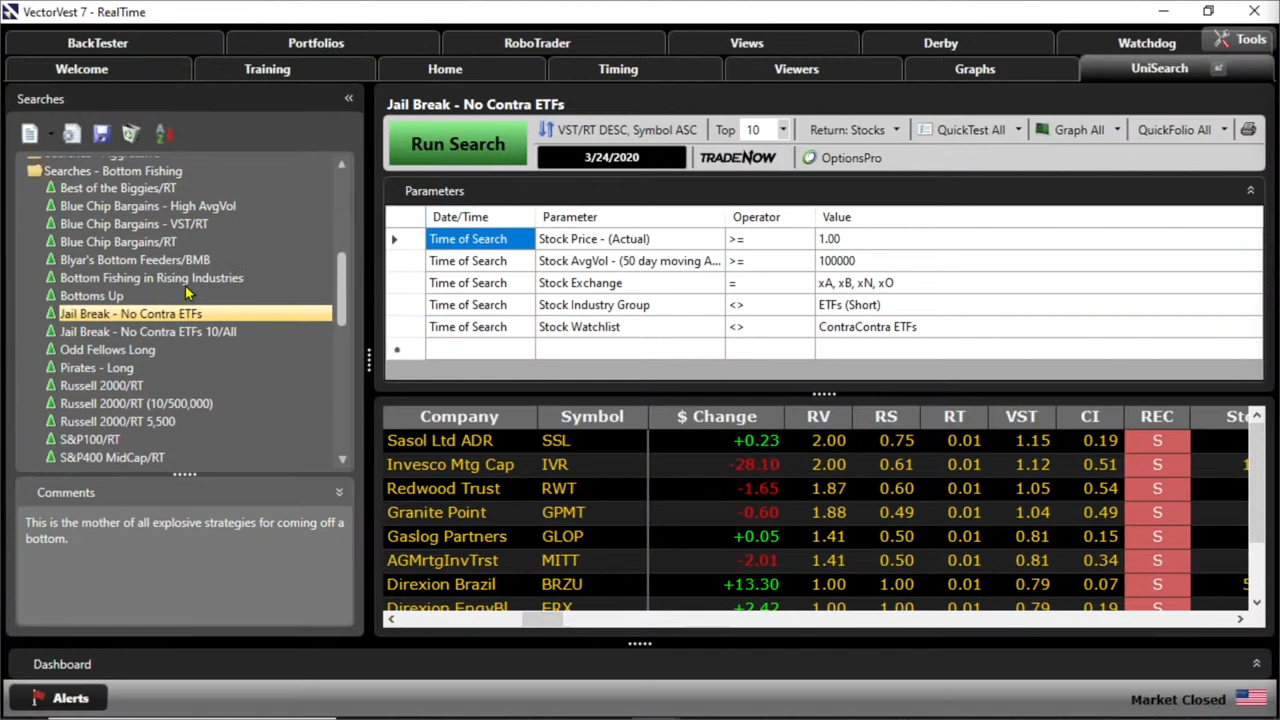 VectorVest 7 - RealTime
BackTester Portfolios RoboTrader Views Derby Watchdog Tools
Welcome Training Home Timing Viewers Graphs UniSearch
Searches
Searches - Bottom Fishing
Best of the Biggies/RT
Blue Chip Bargains - High AvgVol
Blue Chip Bargains - VST/RT
Blue Chip Bargains/RT
Blyar's Bottom Feeders/BMB
Bottom Fishing in Rising Industries
Bottoms Up
Jail Break - No Contra ETFs
Jail Break - No Contra ETFs 10/All
Odd Fellows Long
Pirates - Long
Russell 2000/RT
Russell 2000/RT (10/500,000)
Russell 2000/RT 5,500
S&P100/RT
S&P400 MidCap/RT
Comments
This is the mother of all explosive strategies for coming off a
bottom.
Jail Break - No Contra ETFs
Run Search
VST/RT DESC, Symbol ASC Top 10 Return: Stocks QuickTest All Graph All QuickFolio All
3/24/2020 TRADENOW OptionsPro
Parameters
Date/Time Parameter Operator Value
Time of Search Stock Price - (Actual) >= 1.00
Time of Search Stock AvgVol - (50 day moving A... >= 100000
Time of Search Stock Exchange = xA, xB, xN, xO
Time of Search Stock Industry Group <> ETFs (Short)
Time of Search Stock Watchlist <> ContraContra ETFs
Company Symbol $ Change RV RS RT VST CI REC
Sasol Ltd ADR SSL +0.23 2.00 0.75 0.01 1.15 0.19 S
Invesco Mtg Cap IVR -28.10 2.00 0.61 0.01 1.12 0.51 S
Redwood Trust RWT -1.65 1.87 0.60 0.01 1.05 0.54 S
Granite Point GPMT -0.60 1.88 0.49 0.01 1.04 0.49 S
Gaslog Partners GLOP +0.05 1.41 0.50 0.01 0.81 0.15 S
AGMrtgInvTrst MITT -2.01 1.41 0.50 0.01 0.81 0.34 S
Direxion Brazil BRZU +13.30 1.00 1.00 0.01 0.79 0.07 S
Direxion +2.42 1.00 1.00 0.01 0.79 0.19 S
Dashboard
Alerts
Market Closed